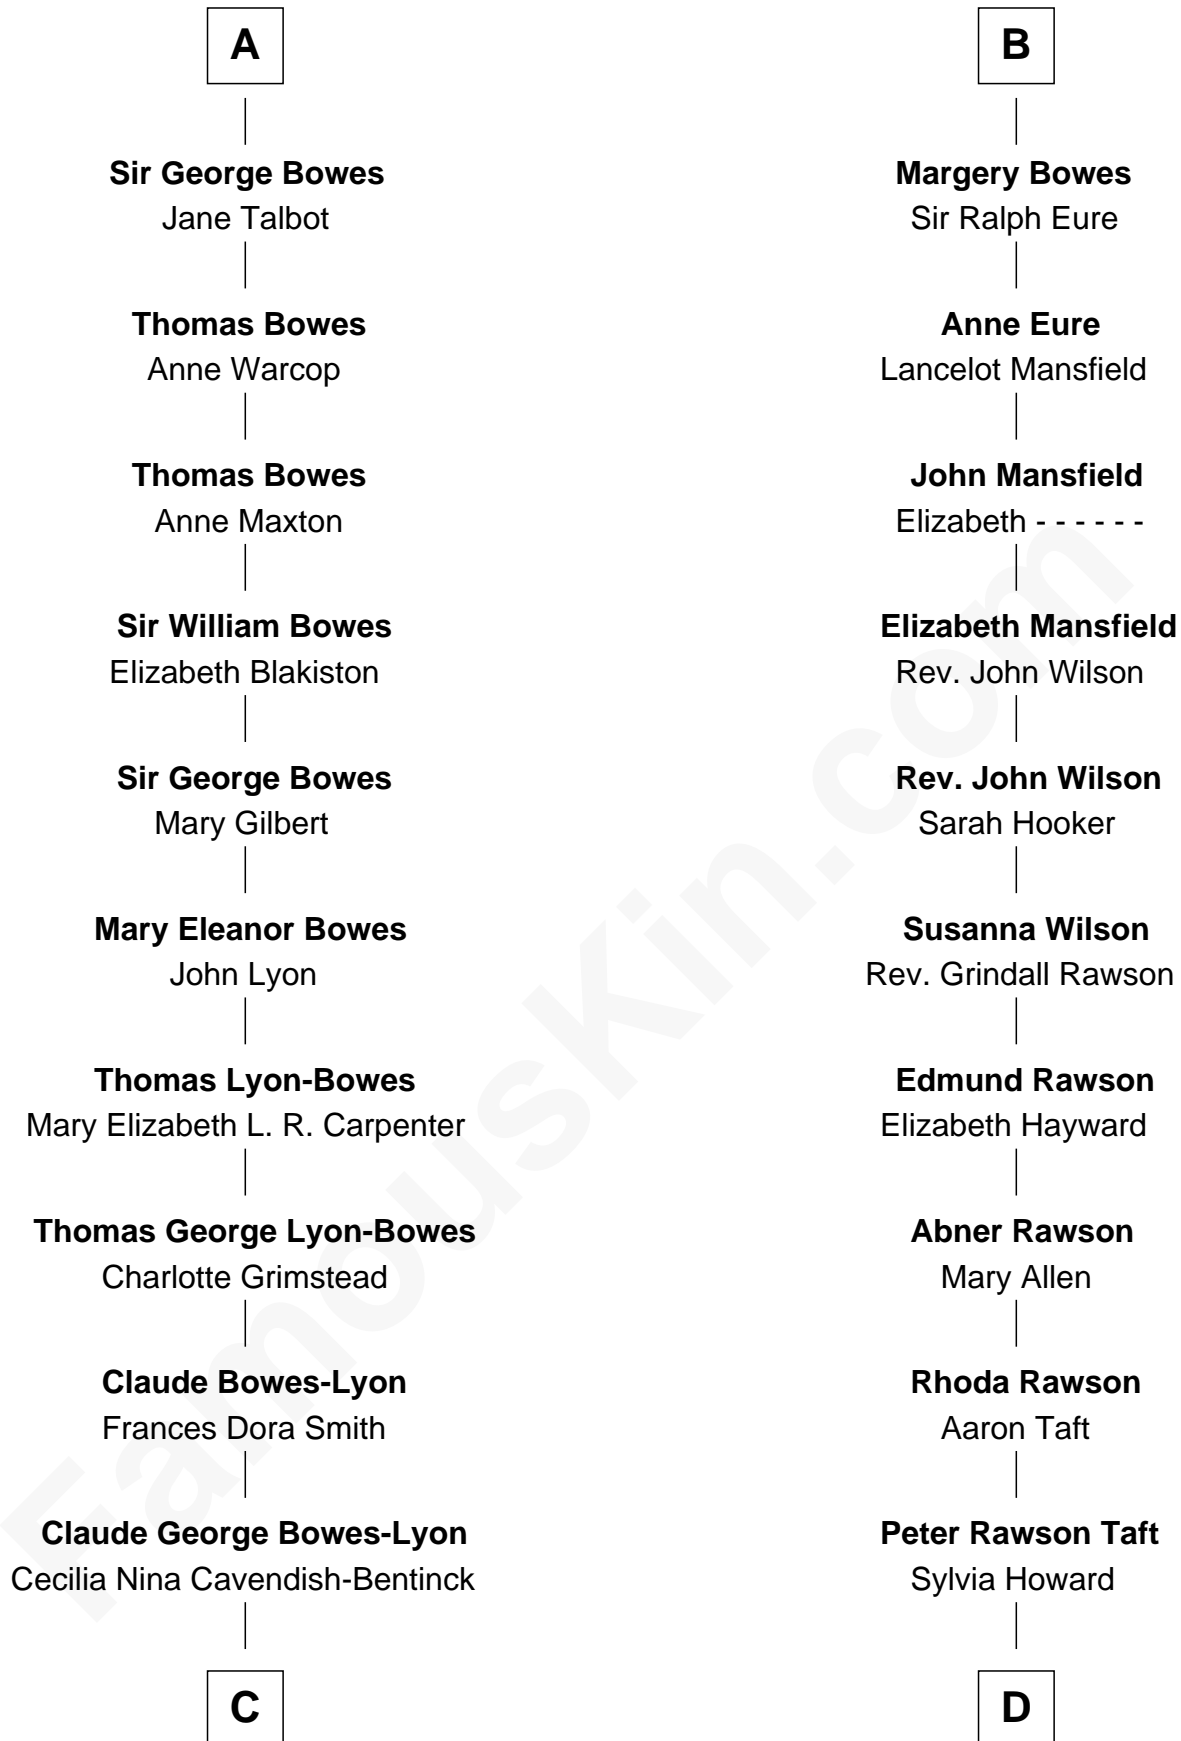 A
Sir George Bowes
Jane Talbot
Thomas Bowes
Anne Warcop
Thomas Bowes
Anne Maxton
Sir William Bowes
Elizabeth Blakiston
Sir George Bowes
Mary Gilbert
Mary Eleanor Bowes
John Lyon
Thomas Lyon-Bowes
Mary Elizabeth L. R. Carpenter
Thomas George Lyon-Bowes
Charlotte Grimstead
Claude Bowes-Lyon
Frances Dora Smith
Claude George Bowes-Lyon
Cecilia Nina Cavendish-Bentinck
C
B
Margery Bowes
Sir Ralph Eure
Anne Eure
Lancelot Mansfield
John Mansfield
Elizabeth - - - - - -
Elizabeth Mansfield
Rev. John Wilson
Rev. John Wilson
Sarah Hooker
Susanna Wilson
Rev. Grindall Rawson
Edmund Rawson
Elizabeth Hayward
Abner Rawson
Mary Allen
Rhoda Rawson
Aaron Taft
Peter Rawson Taft
Sylvia Howard
D
FamousKin.com